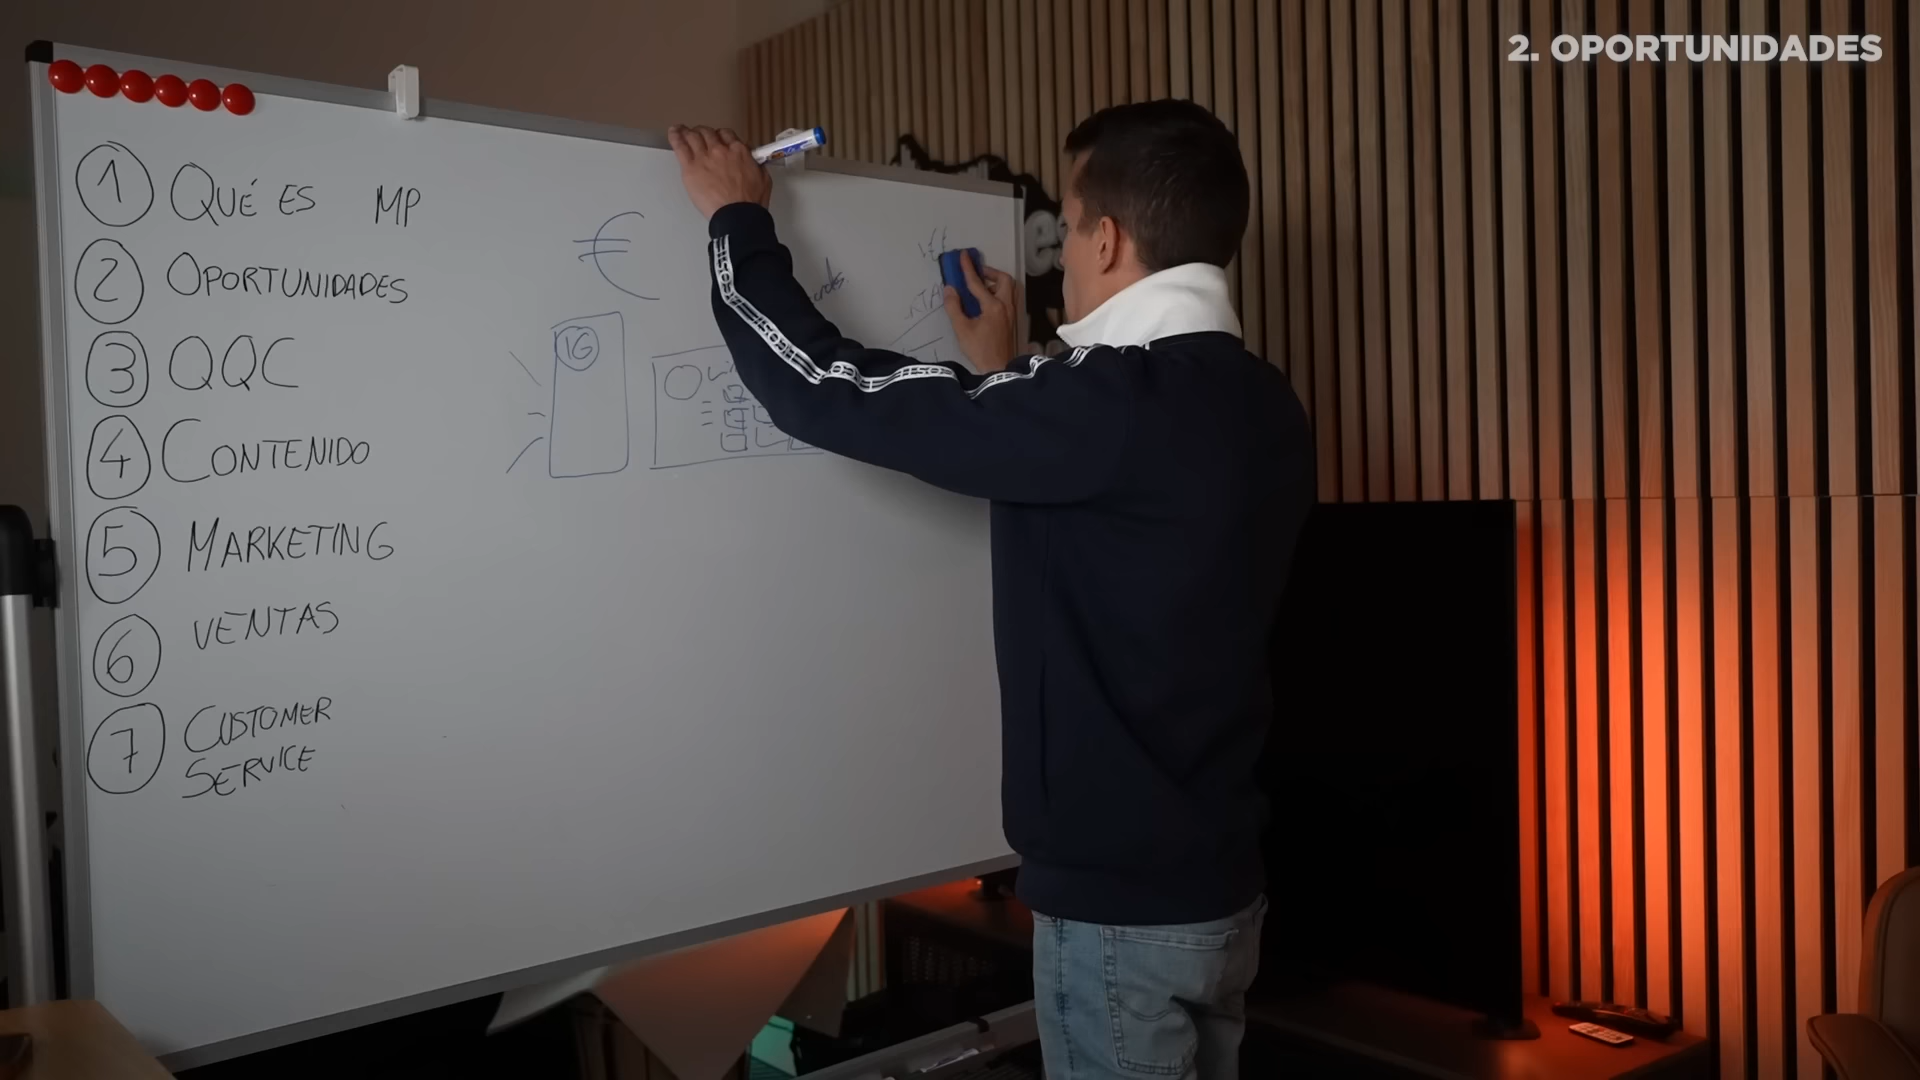 2. OPORTUNIDADES
1 QUÉ ES MP
2 OPORTUNIDADES
3 QQC
4 CONTENIDO
5 MARKETING
6 VENTAS
7 CUSTOMER
SERVICE
€
IG